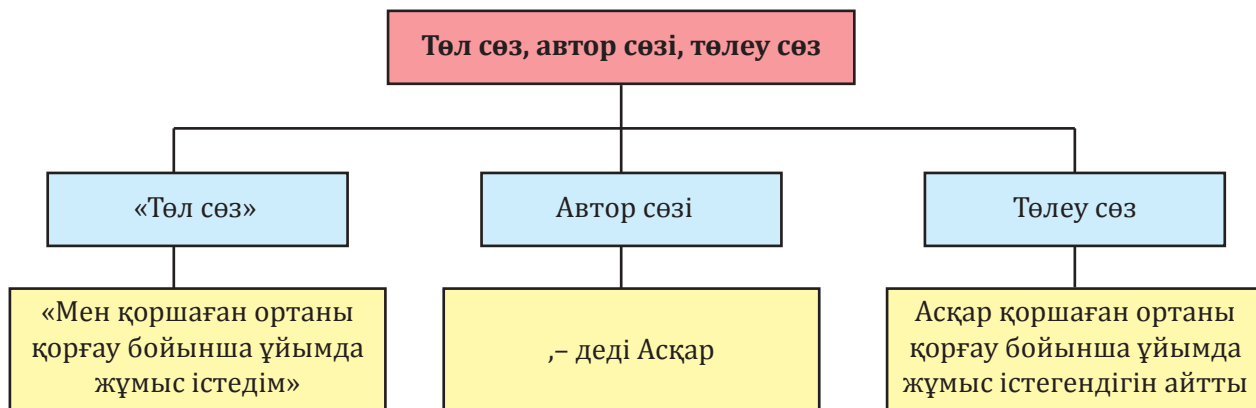 Төл сөз, автор сөзі, төлеу сөз
«Төл сөз»
Автор сөзі
Төлеу сөз
«Мен қоршаған ортаны
қорғау бойынша ұйымда
жұмыс істедім»
,– деді Асқар
Асқар қоршаған ортаны
қорғау бойынша ұйымда
жұмыс істегендігін айтты